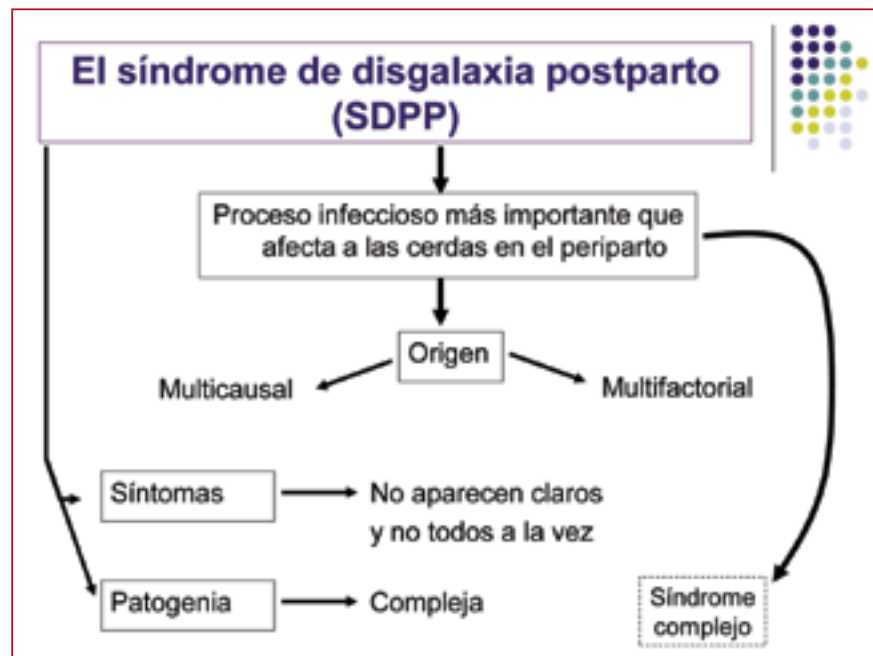 El síndrome de disgalaxia postparto
(SDPP)
Proceso infeccioso más importante que
afecta a las cerdas en el periparto
Origen
Multicausal
Multifactorial
Síntomas
No aparecen claros
y no todos a la vez
Patogenia
Compleja
Síndrome
complejo